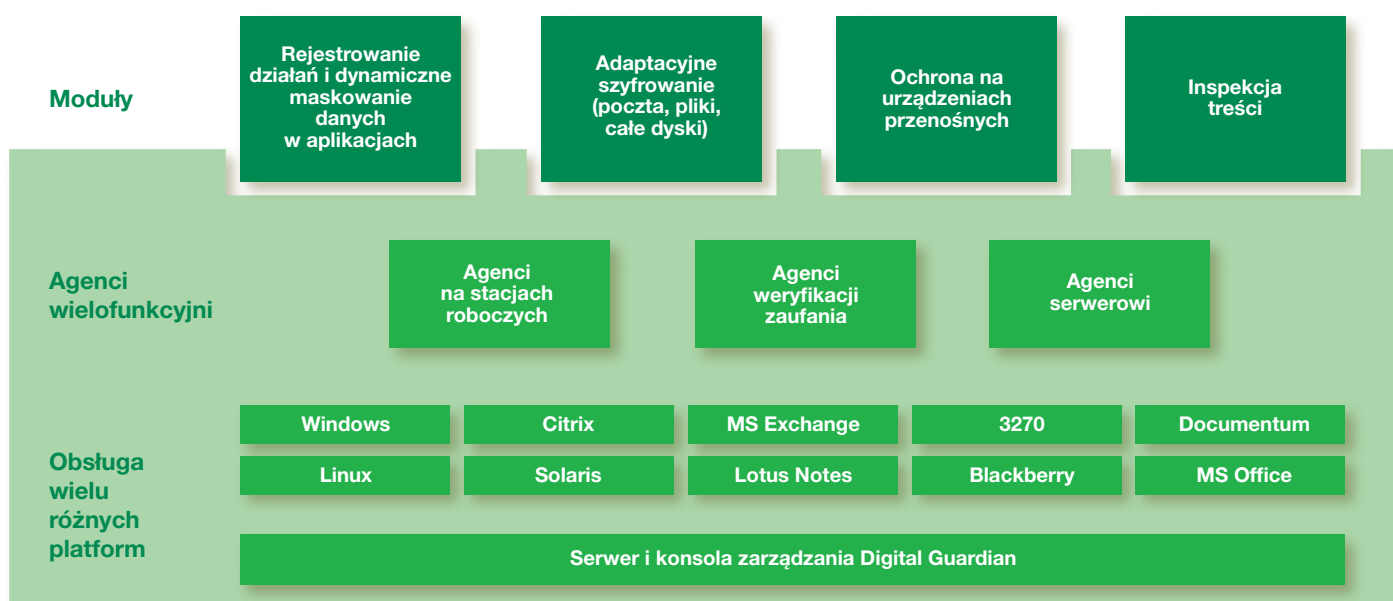 Moduły
Rejestrowanie
działań i dynamiczne
maskowanie
danych
w aplikacjach
Adaptacyjne
szyfrowanie
(poczta, pliki,
całe dyski)
Ochrona na
urządzeniach
przenośnych
Inspekcja
treści
Agenci
wielofunkcyjni
Agenci
na stacjach
roboczych
Agenci
weryfikacji
zaufania
Agenci
serwerowi
Obsługa
wielu
różnych
platform
Windows
Citrix
MS Exchange
3270
Documentum
Linux
Solaris
Lotus Notes
Blackberry
MS Office
Serwer i konsola zarządzania Digital Guardian